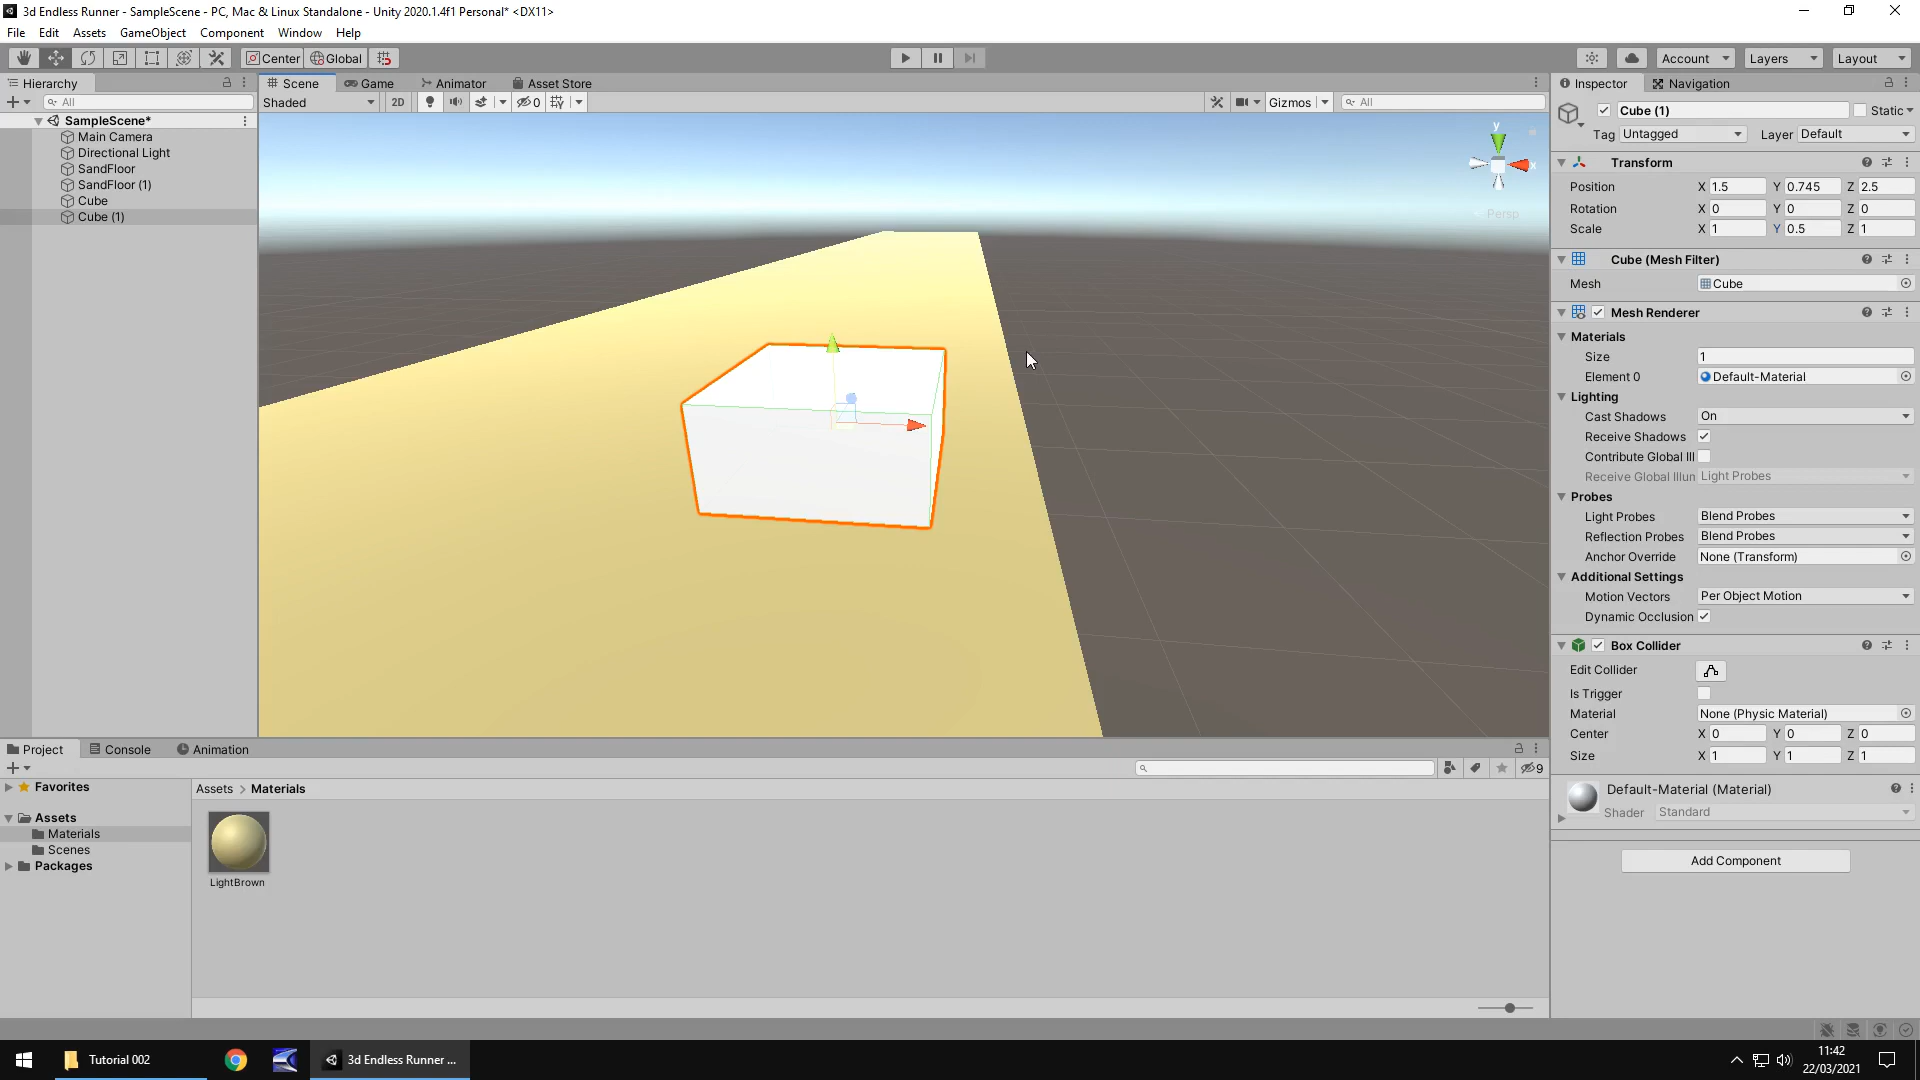 3d Endless Runner - SampleScene - PC, Mac & Linux Standalone - Unity 2020.1.4f1 Personal* <DX11>
File Edit Assets GameObject Component Window Help
Center Global Account Layers Layout
Hierarchy Scene Game Animator Asset Store Inspector Navigation
All Shaded 2D 0 Gizmos All
SampleScene*
Main Camera
Directional Light
SandFloor
SandFloor (1)
Cube
Cube (1)
y
x
Persp
Cube (1) Static
Tag Untagged Layer Default
Transform
Position X 1.5 Y 0.745 Z 2.5
Rotation X 0 Y 0 Z 0
Scale X 1 Y 0.5 Z 1
Cube (Mesh Filter)
Mesh Cube
Mesh Renderer
Materials
Size 1
Element 0 Default-Material
Lighting
Cast Shadows On
Receive Shadows
Contribute Global Ill
Receive Global Illun Light Probes
Probes
Light Probes Blend Probes
Reflection Probes Blend Probes
Anchor Override None (Transform)
Additional Settings
Motion Vectors Per Object Motion
Dynamic Occlusion
Box Collider
Edit Collider
Is Trigger
Material None (Physic Material)
Center X 0 Y 0 Z 0
Size X 1 Y 1 Z 1
Default-Material (Material)
Shader Standard
Add Component
Project Console Animation
9
Favorites
Assets
Materials
Scenes
Packages
Assets > Materials
LightBrown
Tutorial 002
3d Endless Runner ...
11:42
22/03/2021